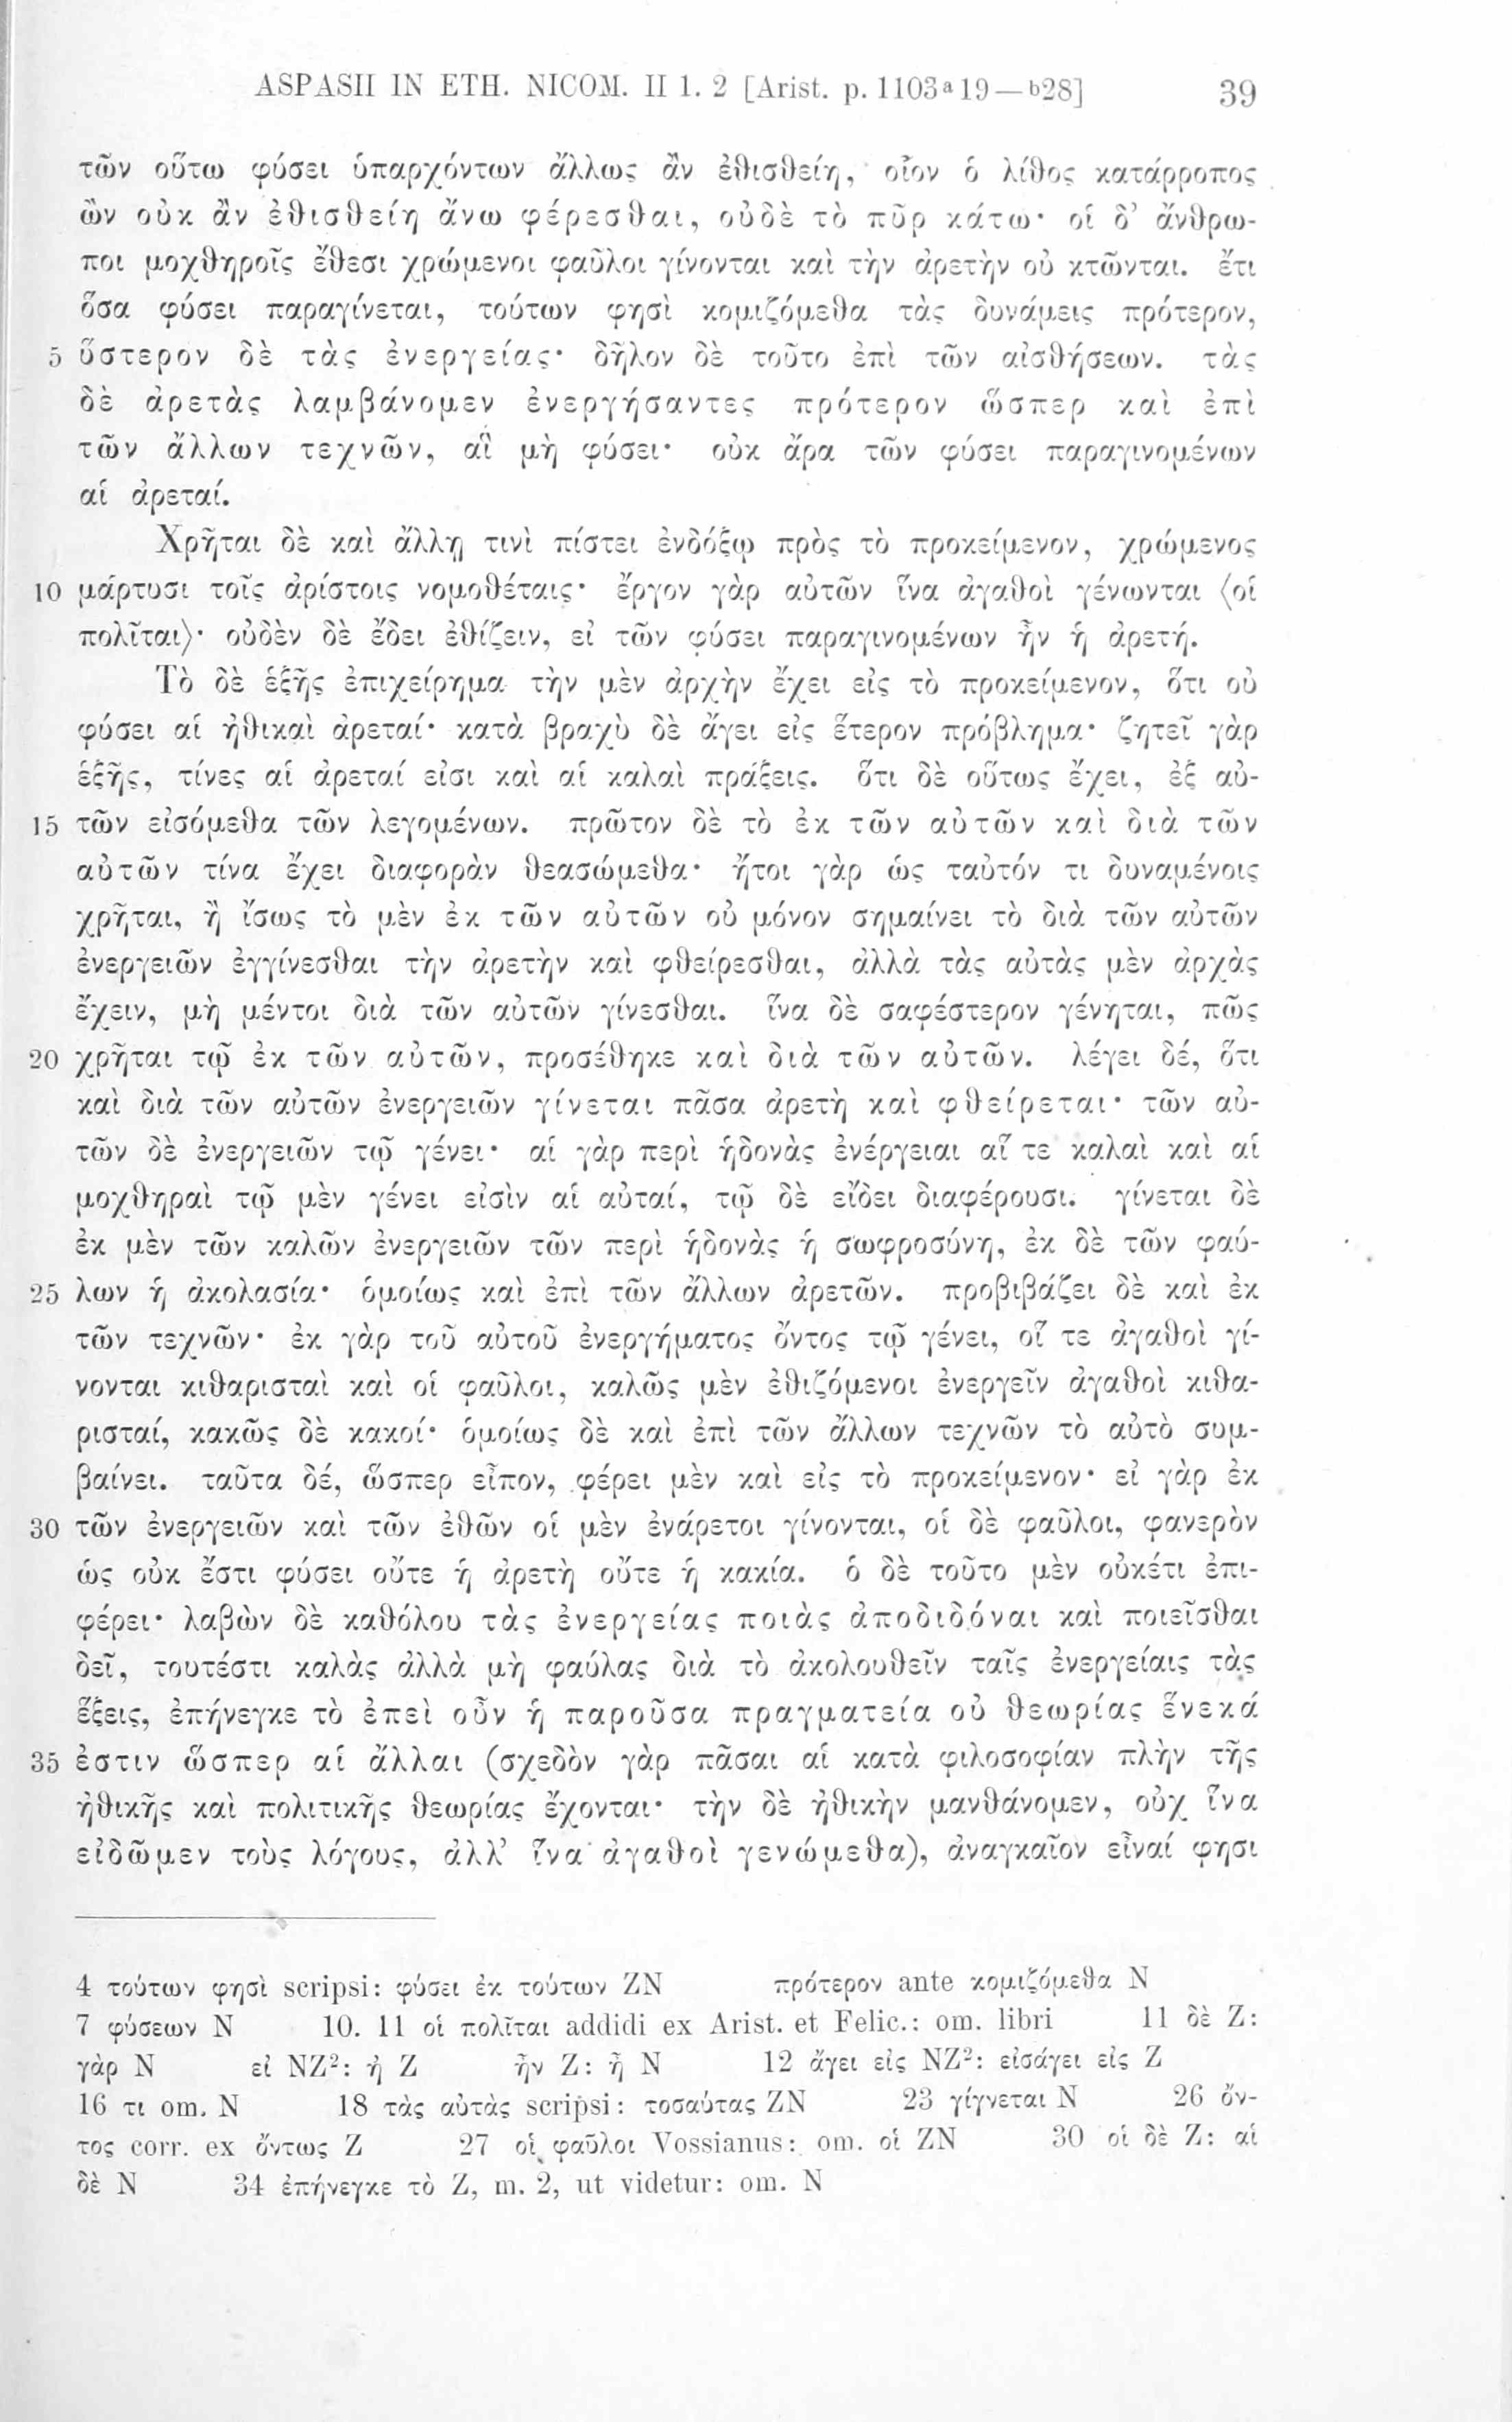 ASPASII IN ETH. NICOM. II 1. 2 [Arist. p. 1103ᵃ19—ᵇ28] 39
τῶν οὕτω φύσει ὑπαρχόντων ἄλλως ἂν ἐθισθείη, οἷον ὁ λίθος κατάρροπος
ὢν οὐκ ἂν ἐθισθείη ἄνω φέρεσθαι, οὐδὲ τὸ πῦρ κάτω· οἱ δ’ ἄνθρω-
ποι μοχθηροῖς ἔθεσι χρώμενοι φαῦλοι γίνονται καὶ τὴν ἀρετὴν οὐ κτῶνται. ἔτι
ὅσα φύσει παραγίνεται, τούτων φησὶ κομιζόμεθα τὰς δυνάμεις πρότερον,
5 ὕστερον δὲ τὰς ἐνεργείας· δῆλον δὲ τοῦτο ἐπὶ τῶν αἰσθήσεων. τὰς
δὲ ἀρετὰς λαμβάνομεν ἐνεργήσαντες πρότερον ὥσπερ καὶ ἐπὶ
τῶν ἄλλων τεχνῶν, αἳ μὴ φύσει· οὐκ ἄρα τῶν φύσει παραγινομένων
αἱ ἀρεταί.
Χρῆται δὲ καὶ ἄλλῃ τινὶ πίστει ἐνδόξῳ πρὸς τὸ προκείμενον, χρώμενος
10 μάρτυσι τοῖς ἀρίστοις νομοθέταις· ἔργον γὰρ αὐτῶν ἵνα ἀγαθοὶ γένωνται ⟨οἱ
πολῖται⟩· οὐδὲν δὲ ἔδει ἐθίζειν, εἰ τῶν φύσει παραγινομένων ἦν ἡ ἀρετή.
Τὸ δὲ ἑξῆς ἐπιχείρημα τὴν μὲν ἀρχὴν ἔχει εἰς τὸ προκείμενον, ὅτι οὐ
φύσει αἱ ἠθικαὶ ἀρεταί· κατὰ βραχὺ δὲ ἄγει εἰς ἕτερον πρόβλημα· ζητεῖ γὰρ
ἑξῆς, τίνες αἱ ἀρεταί εἰσι καὶ αἱ καλαὶ πράξεις. ὅτι δὲ οὕτως ἔχει, ἐξ αὐ-
15 τῶν εἰσόμεθα τῶν λεγομένων. πρῶτον δὲ τὸ ἐκ τῶν αὐτῶν καὶ διὰ τῶν
αὐτῶν τίνα ἔχει διαφορὰν θεασώμεθα· ἤτοι γὰρ ὡς ταὐτόν τι δυναμένοις
χρῆται, ἢ ἴσως τὸ μὲν ἐκ τῶν αὐτῶν οὐ μόνον σημαίνει τὸ διὰ τῶν αὐτῶν
ἐνεργειῶν ἐγγίνεσθαι τὴν ἀρετὴν καὶ φθείρεσθαι, ἀλλὰ τὰς αὐτὰς μὲν ἀρχὰς
ἔχειν, μὴ μέντοι διὰ τῶν αὐτῶν γίνεσθαι. ἵνα δὲ σαφέστερον γένηται, πῶς
20 χρῆται τῷ ἐκ τῶν αὐτῶν, προσέθηκε καὶ διὰ τῶν αὐτῶν. λέγει δέ, ὅτι
καὶ διὰ τῶν αὐτῶν ἐνεργειῶν γίνεται πᾶσα ἀρετὴ καὶ φθείρεται· τῶν αὐ-
τῶν δὲ ἐνεργειῶν τῷ γένει· αἱ γὰρ περὶ ἡδονὰς ἐνέργειαι αἵ τε καλαὶ καὶ αἱ
μοχθηραὶ τῷ μὲν γένει εἰσὶν αἱ αὐταί, τῷ δὲ εἴδει διαφέρουσι. γίνεται δὲ
ἐκ μὲν τῶν καλῶν ἐνεργειῶν τῶν περὶ ἡδονὰς ἡ σωφροσύνη, ἐκ δὲ τῶν φαύ-
25 λων ἡ ἀκολασία· ὁμοίως καὶ ἐπὶ τῶν ἄλλων ἀρετῶν. προβιβάζει δὲ καὶ ἐκ
τῶν τεχνῶν· ἐκ γὰρ τοῦ αὐτοῦ ἐνεργήματος ὄντος τῷ γένει, οἵ τε ἀγαθοὶ γί-
νονται κιθαρισταὶ καὶ οἱ φαῦλοι, καλῶς μὲν ἐθιζόμενοι ἐνεργεῖν ἀγαθοὶ κιθα-
ρισταί, κακῶς δὲ κακοί· ὁμοίως δὲ καὶ ἐπὶ τῶν ἄλλων τεχνῶν τὸ αὐτὸ συμ-
βαίνει. ταῦτα δέ, ὥσπερ εἶπον, φέρει μὲν καὶ εἰς τὸ προκείμενον· εἰ γὰρ ἐκ
30 τῶν ἐνεργειῶν καὶ τῶν ἐθῶν οἱ μὲν ἐνάρετοι γίνονται, οἱ δὲ φαῦλοι, φανερὸν
ὡς οὐκ ἔστι φύσει οὔτε ἡ ἀρετὴ οὔτε ἡ κακία. ὁ δὲ τοῦτο μὲν οὐκέτι ἐπι-
φέρει· λαβὼν δὲ καθόλου τὰς ἐνεργείας ποιὰς ἀποδιδόναι καὶ ποιεῖσθαι
δεῖ, τουτέστι καλὰς ἀλλὰ μὴ φαύλας διὰ τὸ ἀκολουθεῖν ταῖς ἐνεργείαις τὰς
ἕξεις, ἐπήνεγκε τὸ ἐπεὶ οὖν ἡ παροῦσα πραγματεία οὐ θεωρίας ἕνεκά
35 ἐστιν ὥσπερ αἱ ἄλλαι (σχεδὸν γὰρ πᾶσαι αἱ κατὰ φιλοσοφίαν πλὴν τῆς
ἠθικῆς καὶ πολιτικῆς θεωρίας ἔχονται· τὴν δὲ ἠθικὴν μανθάνομεν, οὐχ ἵνα
εἰδῶμεν τοὺς λόγους, ἀλλ’ ἵνα ἀγαθοὶ γενώμεθα), ἀναγκαῖον εἶναί φησι
4 τούτων φησὶ scripsi: φύσει ἐκ τούτων ZN πρότερον ante κομιζόμεθα N
7 φύσεων N 10. 11 οἱ πολῖται addidi ex Arist. et Felic.: om. libri 11 δὲ Z:
γὰρ N εἰ NZ²: ἡ Z ἦν Z: ἦ N 12 ἄγει εἰς NZ²: εἰσάγει εἰς Z
16 τι om. N 18 τὰς αὐτὰς scripsi: τοσαύτας ZN 23 γίγνεται N 26 ὄν-
τος corr. ex ὄντως Z 27 οἱ φαῦλοι Vossianus: om. οἱ ZN 30 οἱ δὲ Z: αἱ
δὲ N 34 ἐπήνεγκε τὸ Z, m. 2, ut videtur: om. N